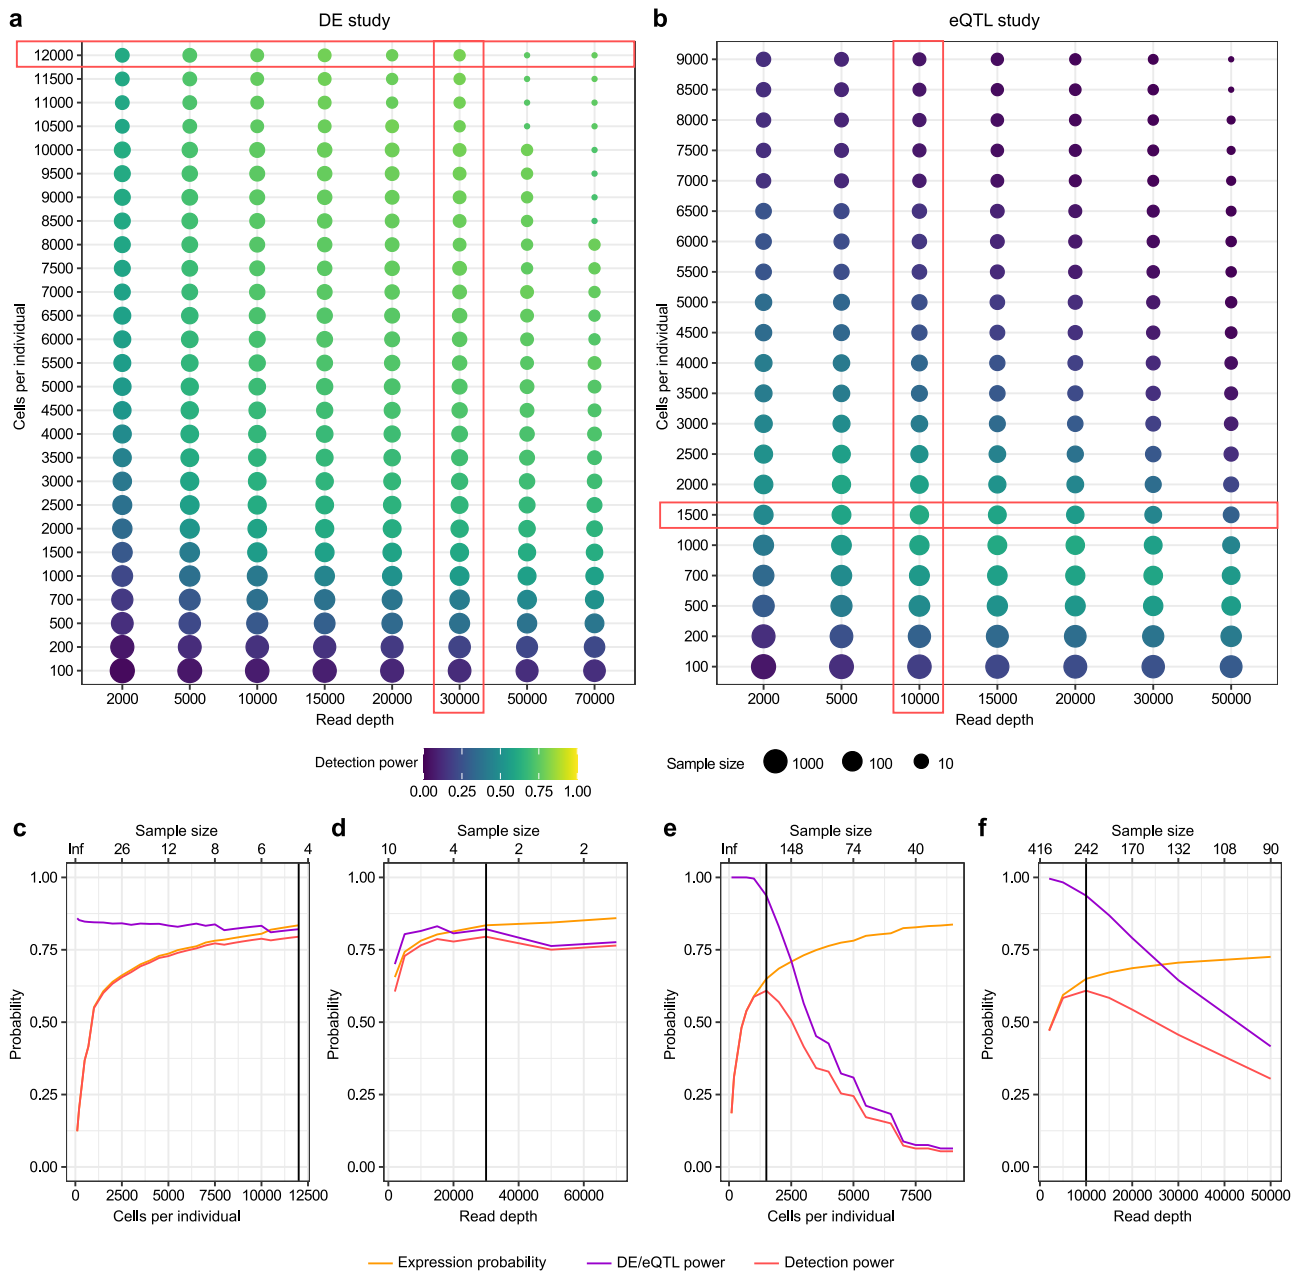 a
DE study
Cells per individual
12000
11500
11000
10500
10000
9500
9000
8500
8000
7500
7000
6500
6000
5500
5000
4500
4000
3500
3000
2500
2000
1500
1000
700
500
200
100
2000 5000 10000 15000 20000 30000 50000 70000
Read depth
b
eQTL study
Cells per individual
9000
8500
8000
7500
7000
6500
6000
5500
5000
4500
4000
3500
3000
2500
2000
1500
1000
700
500
200
100
2000 5000 10000 15000 20000 30000 50000
Read depth
Detection power
0.00 0.25 0.50 0.75 1.00
Sample size 1000 100 10
c
Sample size
Inf 26 12 8 6 4
Probability
1.00
0.75
0.50
0.25
0.00
0 2500 5000 7500 10000 12500
Cells per individual
d
Sample size
10 4 2 2
Probability
1.00
0.75
0.50
0.25
0.00
0 20000 40000 60000
Read depth
e
Sample size
Inf 148 74 40
Probability
1.00
0.75
0.50
0.25
0.00
0 2500 5000 7500
Cells per individual
f
Sample size
416 242 170 132 108 90
Probability
1.00
0.75
0.50
0.25
0.00
0 10000 20000 30000 40000 50000
Read depth
Expression probability DE/eQTL power Detection power